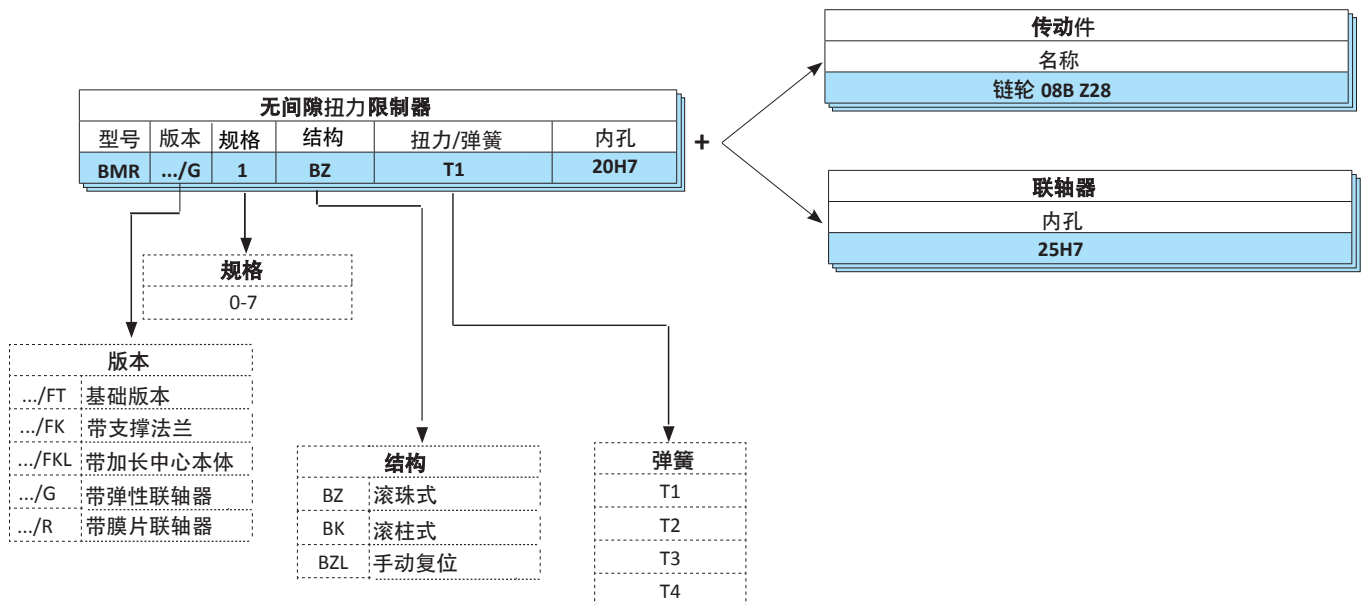 无间隙扭力限制器
型号 版本 规格 结构 扭力/弹簧 内孔
BMR .../G 1 BZ T1 20H7
+
传动件
名称
链轮 08B Z28
联轴器
内孔
25H7
规格
0-7
版本
.../FT 基础版本
.../FK 带支撑法兰
.../FKL 带加长中心本体
.../G 带弹性联轴器
.../R 带膜片联轴器
结构
BZ 滚珠式
BK 滚柱式
BZL 手动复位
弹簧
T1
T2
T3
T4